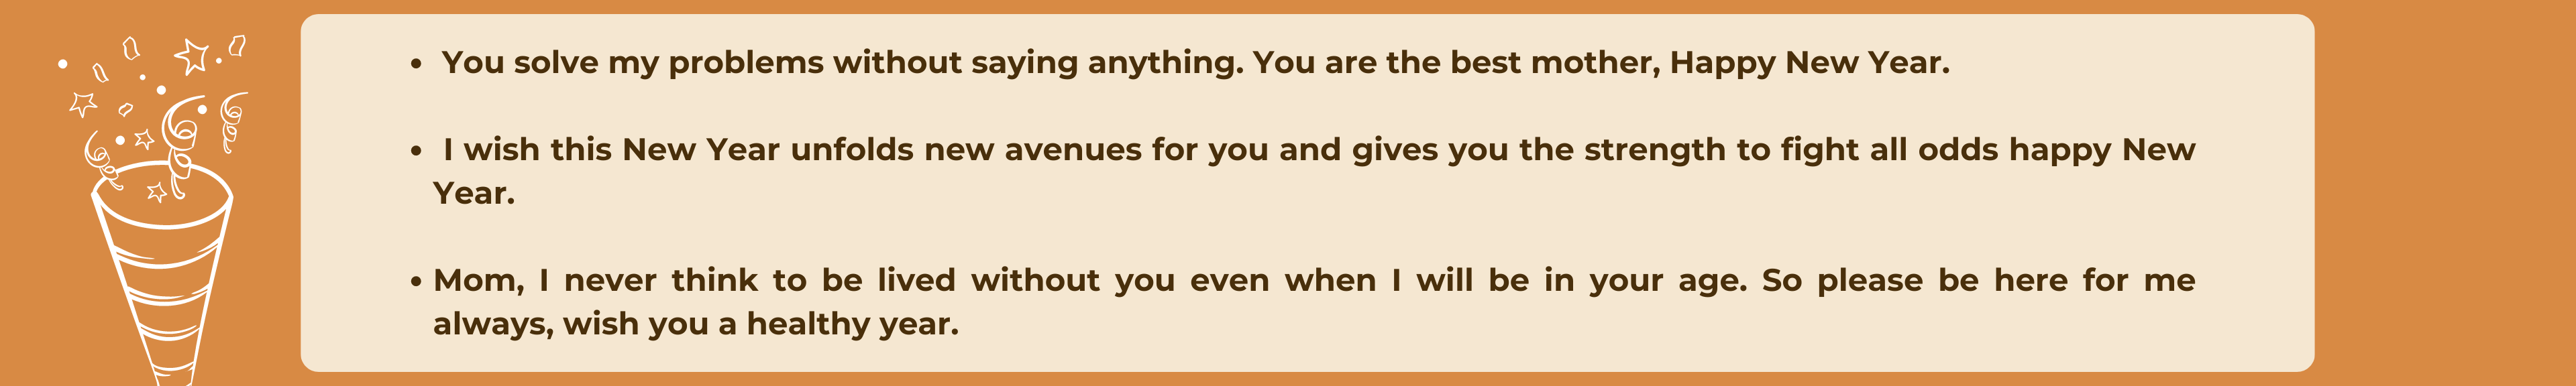 • You solve my problems without saying anything. You are the best mother, Happy New Year.
• I wish this New Year unfolds new avenues for you and gives you the strength to fight all odds happy New
Year.
• Mom, I never think to be lived without you even when I will be in your age. So please be here for me
always, wish you a healthy year.